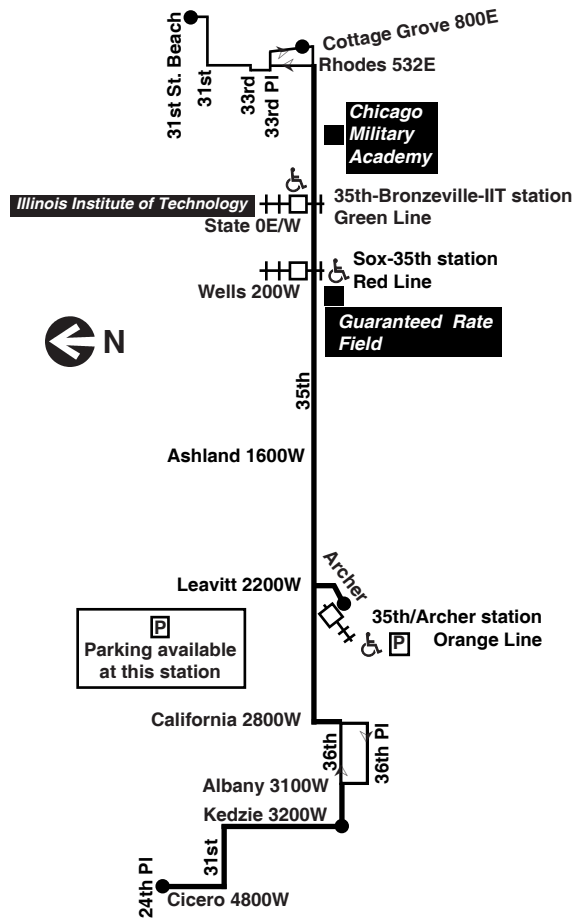 Cottage Grove 800E
Rhodes 532E
31st St. Beach
31st
33rd
33rd Pl
Chicago
Military
Academy
Illinois Institute of Technology
35th-Bronzeville-IIT station
Green Line
State 0E/W
Sox-35th station
Red Line
Wells 200W
Guaranteed Rate
Field
N
35th
Ashland 1600W
Archer
Leavitt 2200W
35th/Archer station
P Orange Line
P
Parking available
at this station
California 2800W
36th
36th Pl
Albany 3100W
Kedzie 3200W
31st
24th Pl
Cicero 4800W